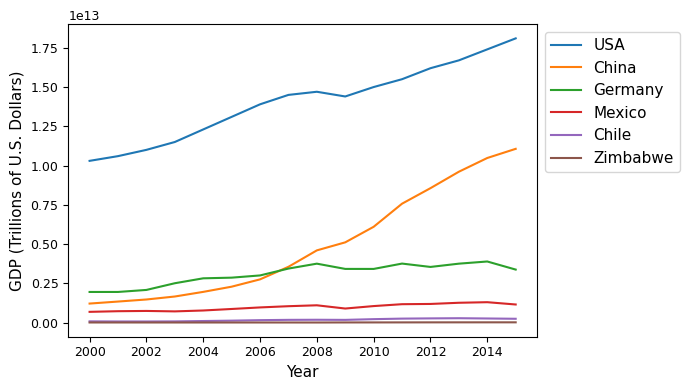 1e13
1.75
1.50
1.25
1.00
0.75
0.50
0.25
0.00
GDP (Trillions of U.S. Dollars)
2000 2002 2004 2006 2008 2010 2012 2014
Year
USA
China
Germany
Mexico
Chile
Zimbabwe